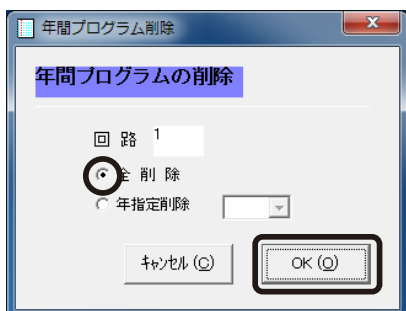 年間プログラム削除
年間プログラムの削除
回 路 1
全 削 除
年指定削除
ｷｬﾝｾﾙ(C) OK(O)